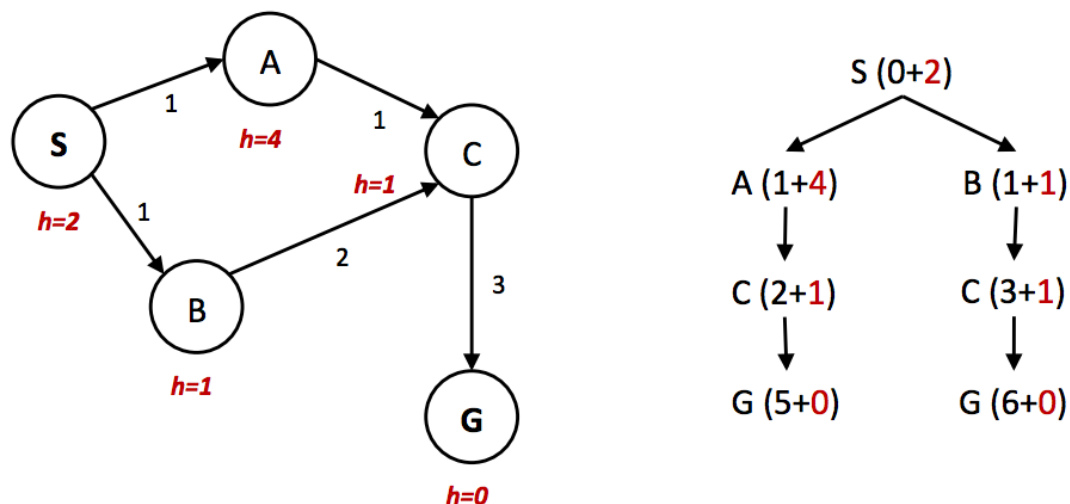 A
1
h=4
S
h=2
1
C
h=1
1
2
B
h=1
3
G
h=0
S (0+2)
A (1+4)
B (1+1)
C (2+1)
C (3+1)
G (5+0)
G (6+0)